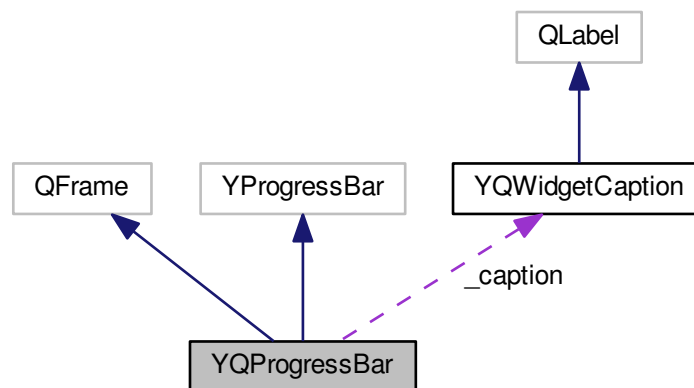 QLabel
QFrame
YProgressBar
YQWidgetCaption
_caption
YQProgressBar